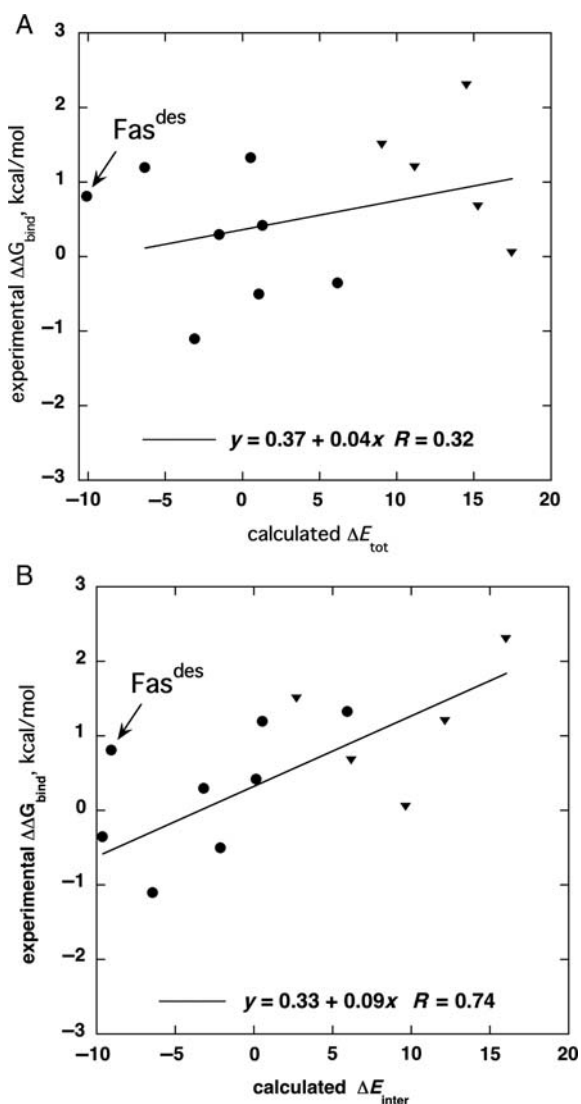 A
3
2
1
0
−1
−2
−3
experimental ΔΔG_bind, kcal/mol
Fas^des
y = 0.37 + 0.04x R = 0.32
−10 −5 0 5 10 15 20
calculated ΔE_tot
B
3
2
1
0
−1
−2
−3
experimental ΔΔG_bind, kcal/mol
Fas^des
y = 0.33 + 0.09x R = 0.74
−10 −5 0 5 10 15 20
calculated ΔE_inter